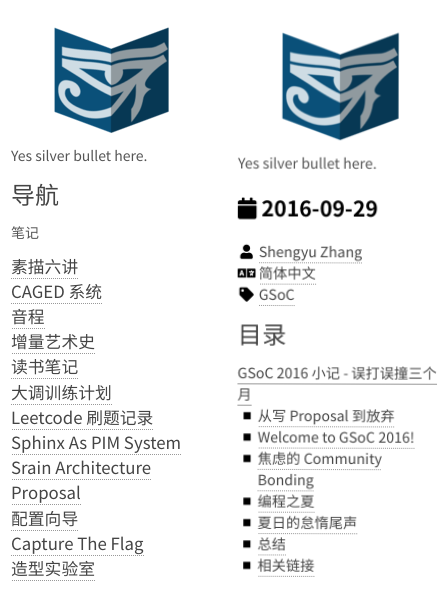 Yes silver bullet here.
导航
笔记
素描六讲
CAGED 系统
音程
增量艺术史
读书笔记
大调训练计划
Leetcode 刷题记录
Sphinx As PIM System
Srain Architecture
Proposal
配置向导
Capture The Flag
造型实验室
Yes silver bullet here.
2016-09-29
Shengyu Zhang
简体中文
GSoC
目录
GSoC 2016 小记 - 误打误撞三个
月
从写 Proposal 到放弃
Welcome to GSoC 2016!
焦虑的 Community
Bonding
编程之夏
夏日的怠惰尾声
总结
相关链接